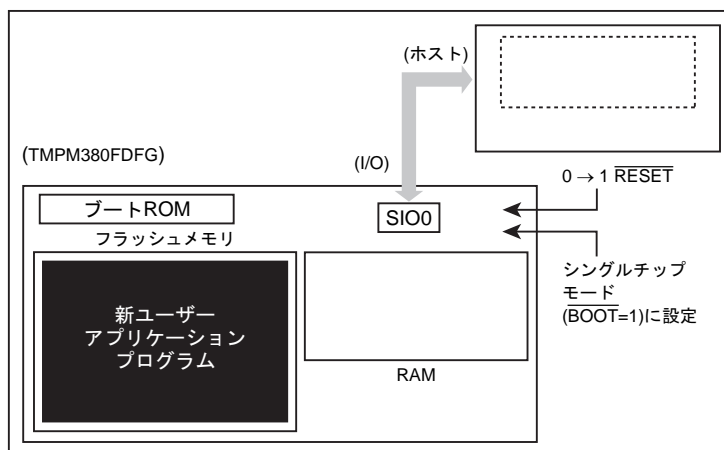 (ホスト)
(TMPM380FDFG)
(I/O)
0 → 1 RESET
ブートROM
SIO0
フラッシュメモリ
シングルチップ
モード
(BOOT=1)に設定
新ユーザー
アプリケーション
プログラム
RAM